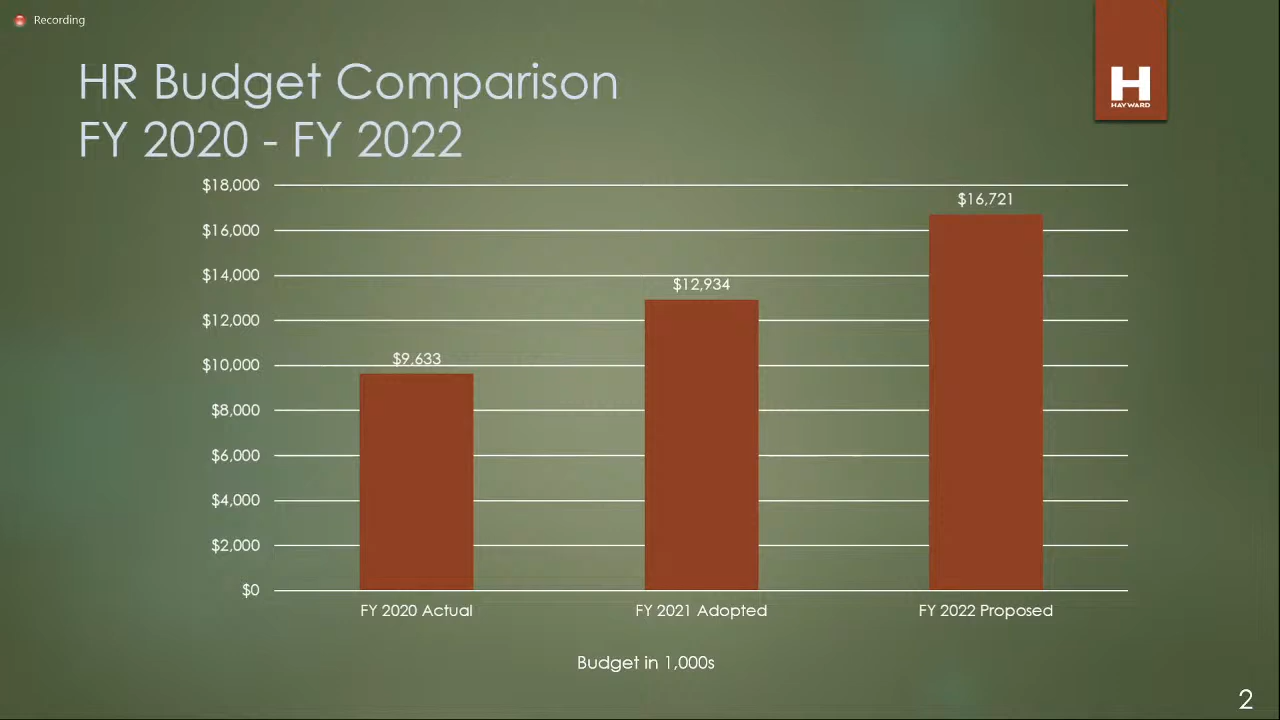 Recording
HR Budget Comparison
FY 2020 - FY 2022
H
HAYWARD
$18,000
$16,000
$14,000
$12,000
$10,000
$8,000
$6,000
$4,000
$2,000
$0
$9,633
$12,934
$16,721
FY 2020 Actual
FY 2021 Adopted
FY 2022 Proposed
Budget in 1,000s
2